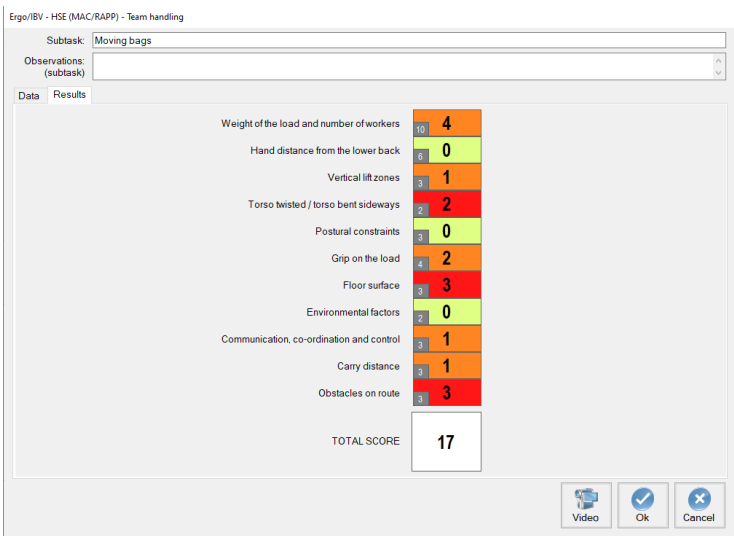 Ergo/IBV - HSE (MAC/RAPP) - Team handling
Subtask: Moving bags
Observations:
(subtask)
Data Results
Weight of the load and number of workers 10 4
Hand distance from the lower back 6 0
Vertical lift zones 3 1
Torso twisted / torso bent sideways 2 2
Postural constraints 3 0
Grip on the load 4 2
Floor surface 3 3
Environmental factors 2 0
Communication, co-ordination and control 3 1
Carry distance 3 1
Obstacles on route 3 3
TOTAL SCORE 17
Video Ok Cancel